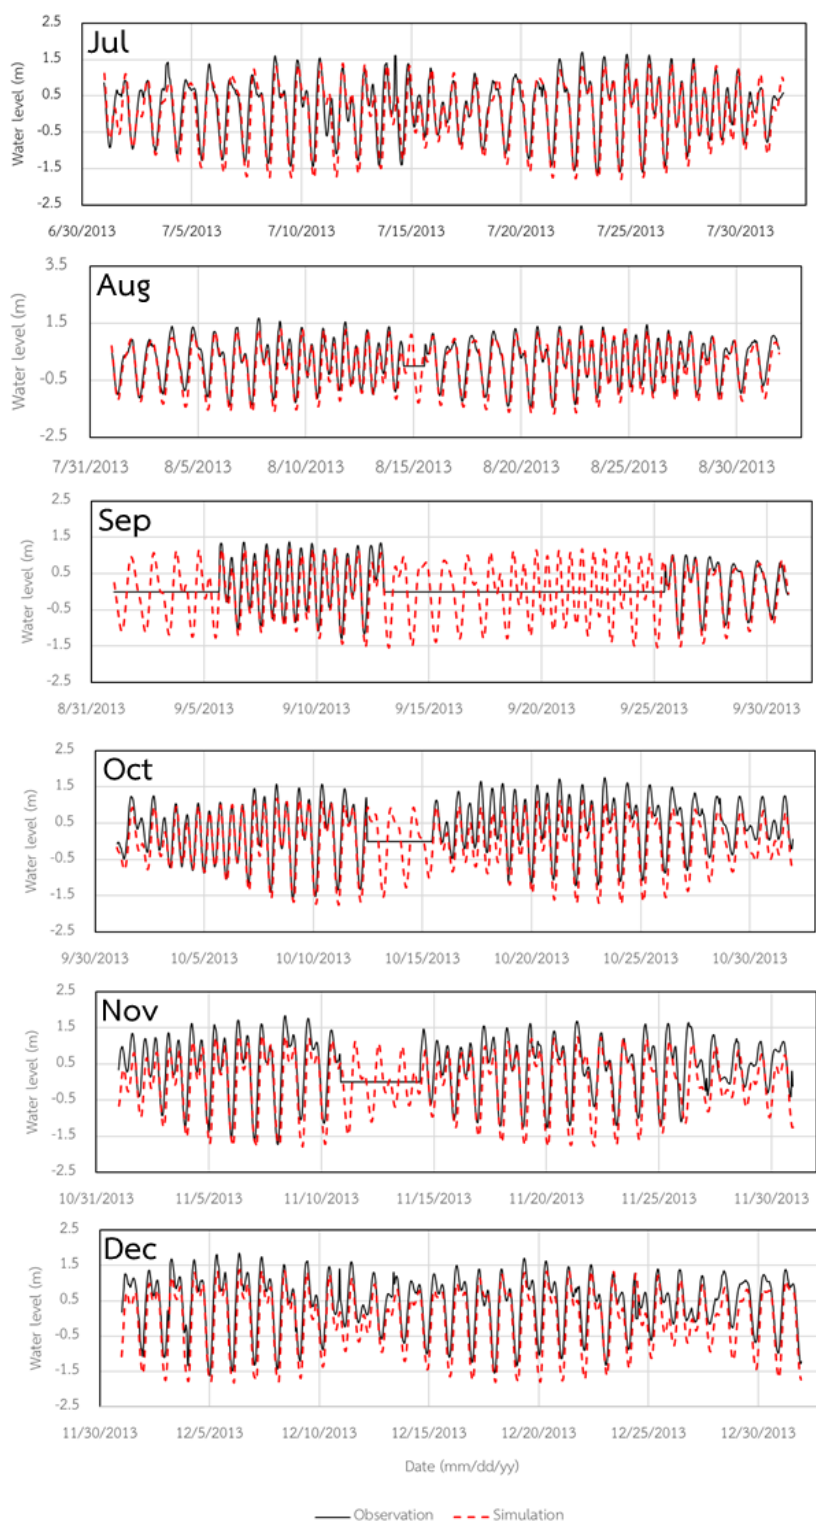 Jul
Water level (m)
2.5
1.5
0.5
-0.5
-1.5
-2.5
6/30/2013 7/5/2013 7/10/2013 7/15/2013 7/20/2013 7/25/2013 7/30/2013
Aug
Water level (m)
3.5
1.5
-0.5
-2.5
7/31/2013 8/5/2013 8/10/2013 8/15/2013 8/20/2013 8/25/2013 8/30/2013
Sep
Water level (m)
2.5
1.5
0.5
-0.5
-1.5
-2.5
8/31/2013 9/5/2013 9/10/2013 9/15/2013 9/20/2013 9/25/2013 9/30/2013
Oct
Water level (m)
2.5
1.5
0.5
-0.5
-1.5
-2.5
9/30/2013 10/5/2013 10/10/2013 10/15/2013 10/20/2013 10/25/2013 10/30/2013
Nov
Water level (m)
2.5
1.5
0.5
-0.5
-1.5
-2.5
10/31/2013 11/5/2013 11/10/2013 11/15/2013 11/20/2013 11/25/2013 11/30/2013
Dec
Water level (m)
2.5
1.5
0.5
-0.5
-1.5
-2.5
11/30/2013 12/5/2013 12/10/2013 12/15/2013 12/20/2013 12/25/2013 12/30/2013
Date (mm/dd/yy)
Observation Simulation